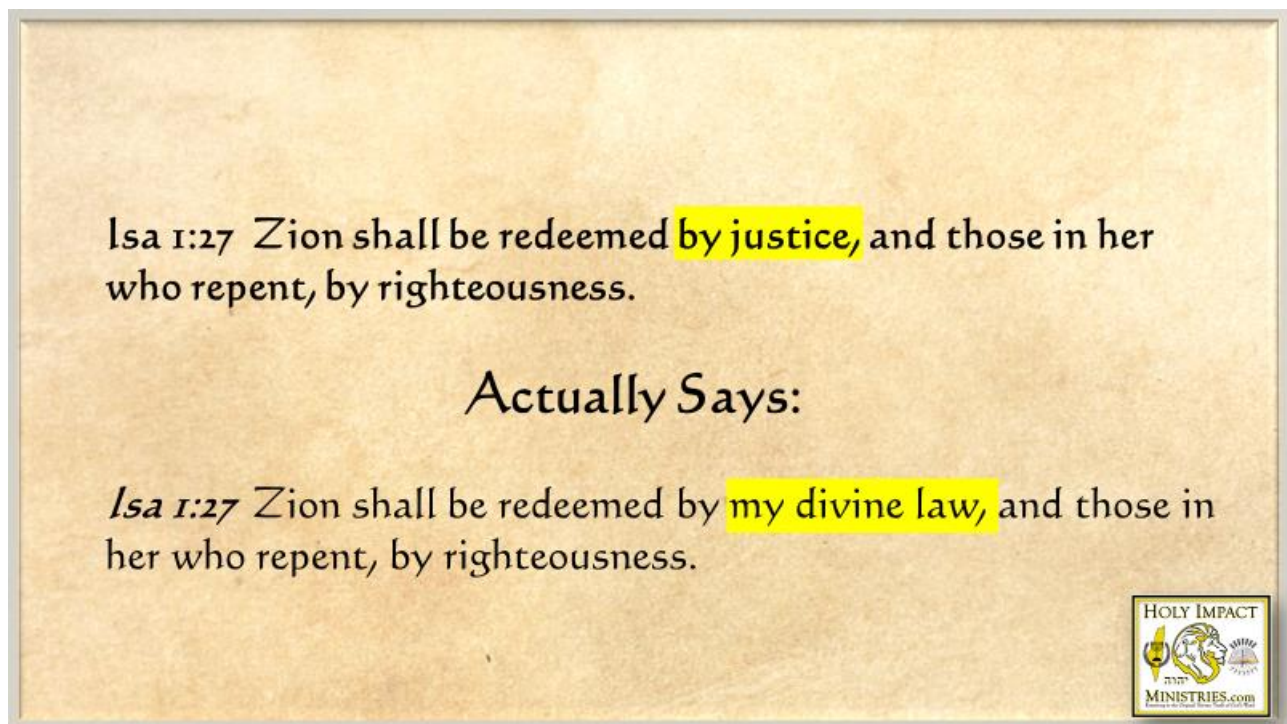 Isa 1:27 Zion shall be redeemed by justice, and those in her
who repent, by righteousness.
Actually Says:
Isa 1:27 Zion shall be redeemed by my divine law, and those in
her who repent, by righteousness.
HOLY IMPACT
יהוה
MINISTRIES.com